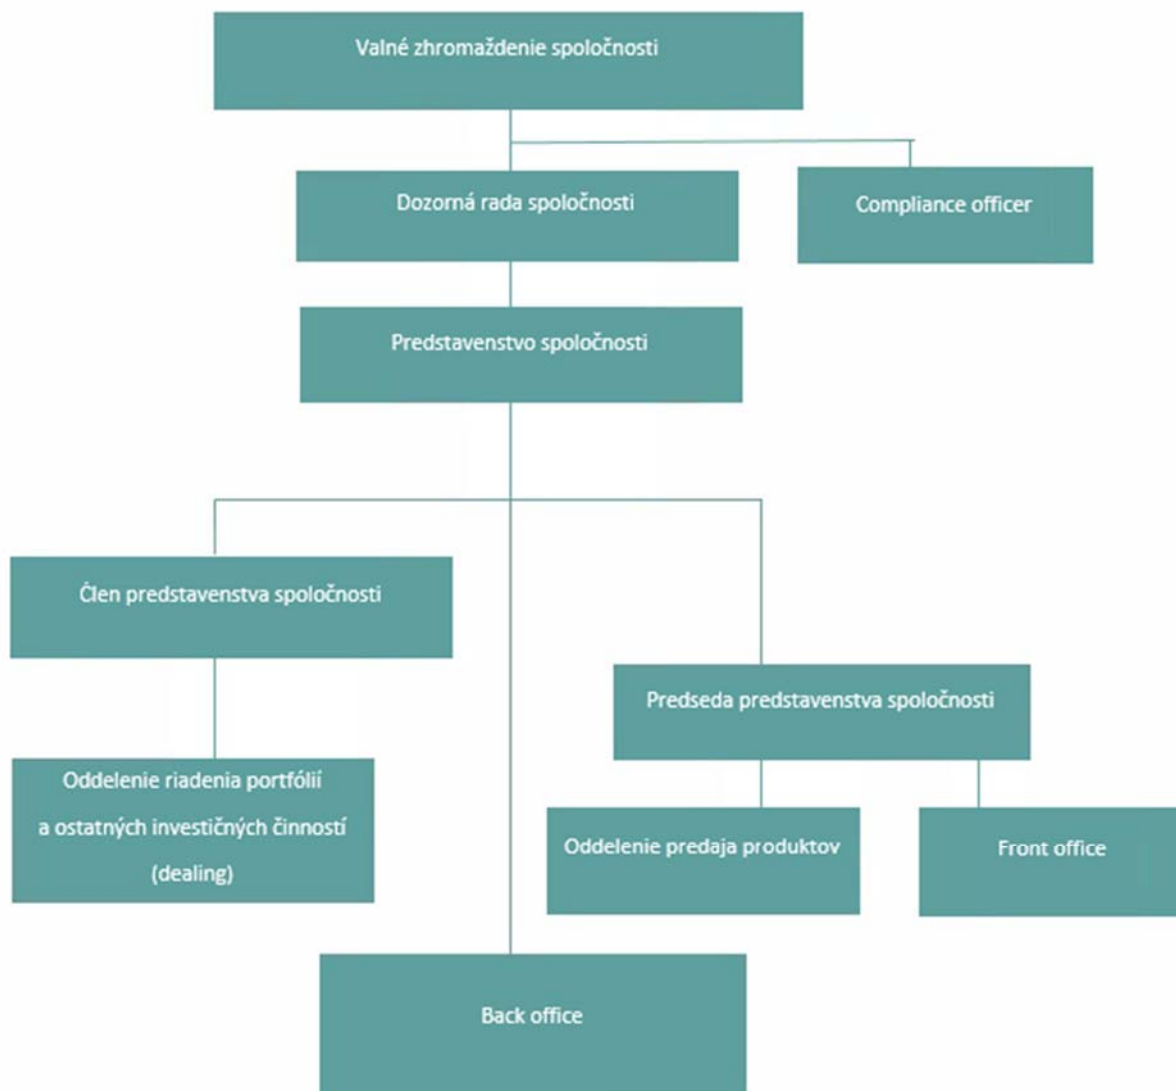 Valné zhromaždenie spoločnosti
Dozorná rada spoločnosti
Compliance officer
Predstavenstvo spoločnosti
Člen predstavenstva spoločnosti
Predseda predstavenstva spoločnosti
Oddelenie riadenia portfólií
a ostatných investičných činností
(dealing)
Oddelenie predaja produktov
Front office
Back office